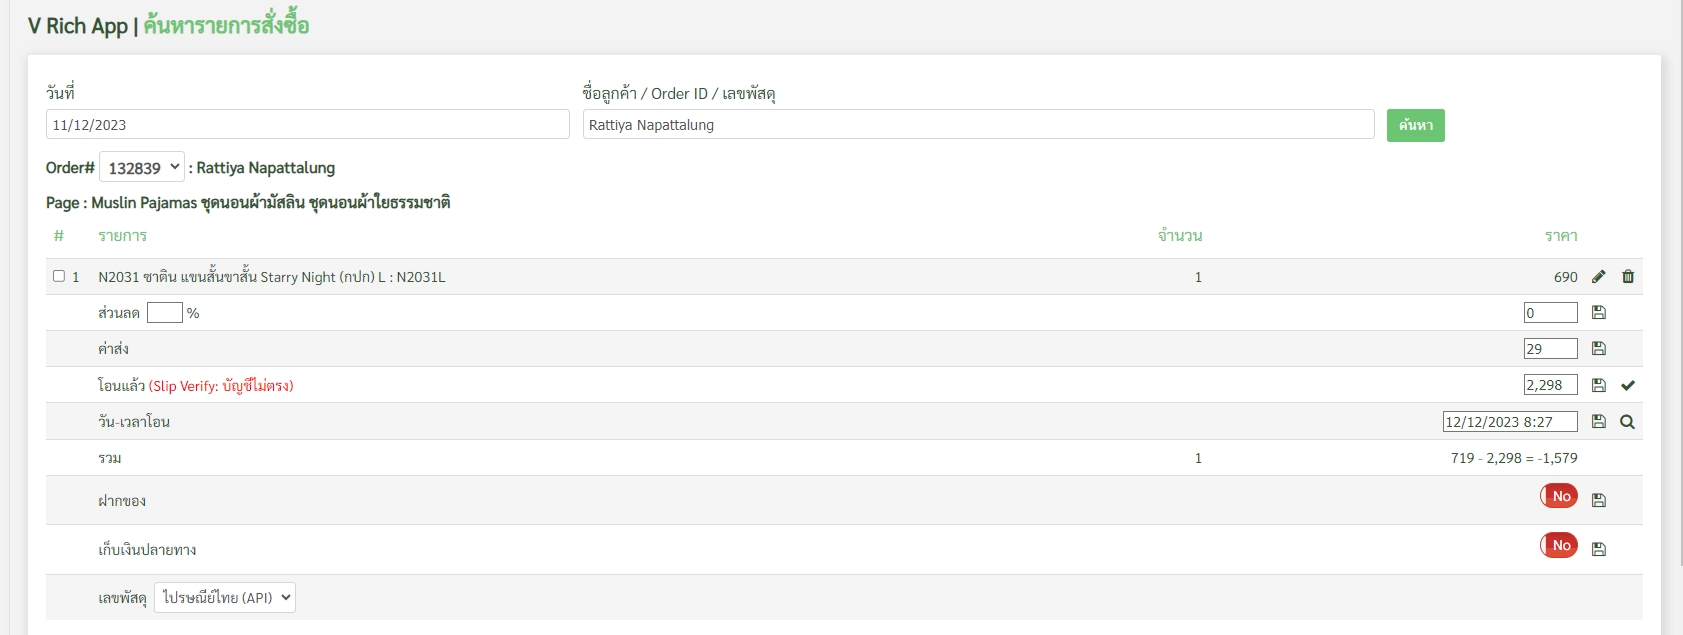 V Rich App | ค้นหารายการสั่งซื้อ
วันที่ ชื่อลูกค้า / Order ID / เลขพัสดุ
11/12/2023 Rattiya Napattalung ค้นหา
Order# 132839 : Rattiya Napattalung
Page : Muslin Pajamas ชุดนอนผ้ามัสลิน ชุดนอนผ้าใยธรรมชาติ
# รายการ จำนวน ราคา
1 N2031 ซาติน แขนสั้นขาสั้น Starry Night (กปก) L : N2031L 1 690
ส่วนลด % 0
ค่าส่ง 29
โอนแล้ว (Slip Verify: บัญชีไม่ตรง) 2,298
วัน-เวลาโอน 12/12/2023 8:27
รวม 1 719 - 2,298 = -1,579
ฝากของ No
เก็บเงินปลายทาง No
เลขพัสดุ ไปรษณีย์ไทย (API)